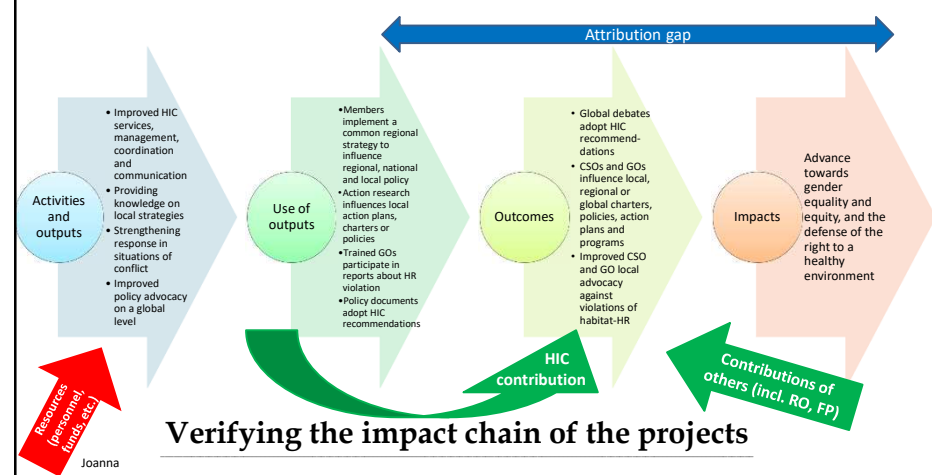 Attribution gap
Activities and
outputs
• Improved HIC
services,
management,
coordination
and
communication
• Providing
knowledge on
local strategies
• Strengthening
response in
situations of
conflict
• Improved
policy advocacy
on a global
level
Use of
outputs
•Members
implement a
common regional
strategy to
influence
regional, national
and local policy
•Action research
influences local
action plans,
charters or
policies
•Trained GOs
participate in
reports about HR
violation
•Policy documents
adopt HIC
recommendations
Outcomes
• Global debates
adopt HIC
recommend-
dations
• CSOs and GOs
influence local,
regional or
global charters,
policies, action
plans and
programs
• Improved CSO
and GO local
advocacy
against
violations of
habitat-HR
Impacts
Advance
towards
gender
equality and
equity, and the
defense of the
right to a
healthy
environment
Resources
(personnel,
funds, etc.)
HIC
contribution
Contributions of
others (incl. RO, FP)
Verifying the impact chain of the projects
Joanna